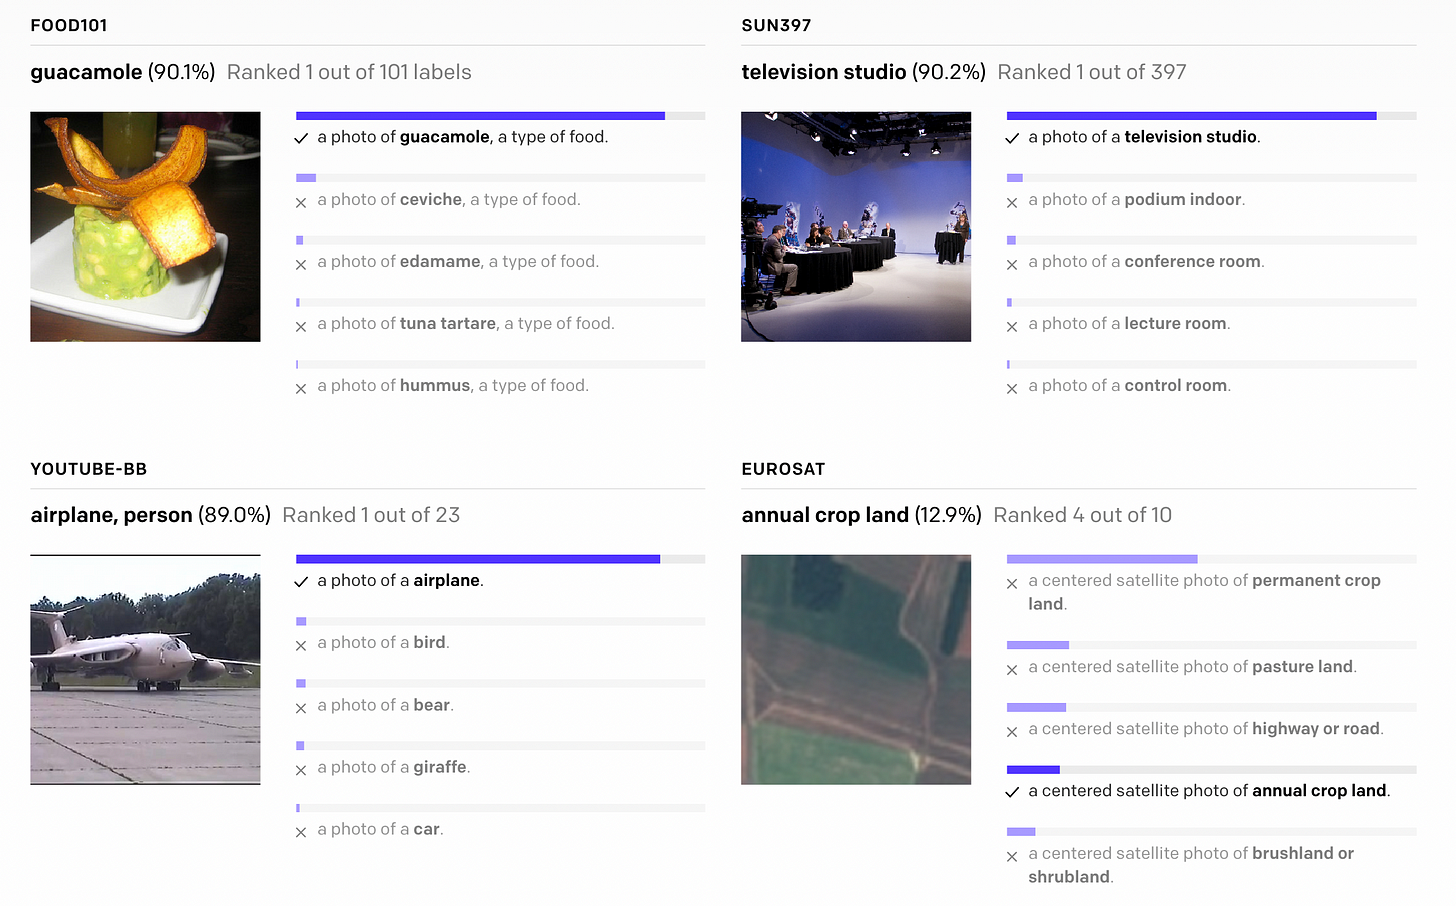 FOOD101
guacamole (90.1%) Ranked 1 out of 101 labels
a photo of guacamole, a type of food.
a photo of ceviche, a type of food.
a photo of edamame, a type of food.
a photo of tuna tartare, a type of food.
a photo of hummus, a type of food.
SUN397
television studio (90.2%) Ranked 1 out of 397
a photo of a television studio.
a photo of a podium indoor.
a photo of a conference room.
a photo of a lecture room.
a photo of a control room.
YOUTUBE-BB
airplane, person (89.0%) Ranked 1 out of 23
a photo of a airplane.
a photo of a bird.
a photo of a bear.
a photo of a giraffe.
a photo of a car.
EUROSAT
annual crop land (12.9%) Ranked 4 out of 10
a centered satellite photo of permanent crop
land.
a centered satellite photo of pasture land.
a centered satellite photo of highway or road.
a centered satellite photo of annual crop land.
a centered satellite photo of brushland or
shrubland.